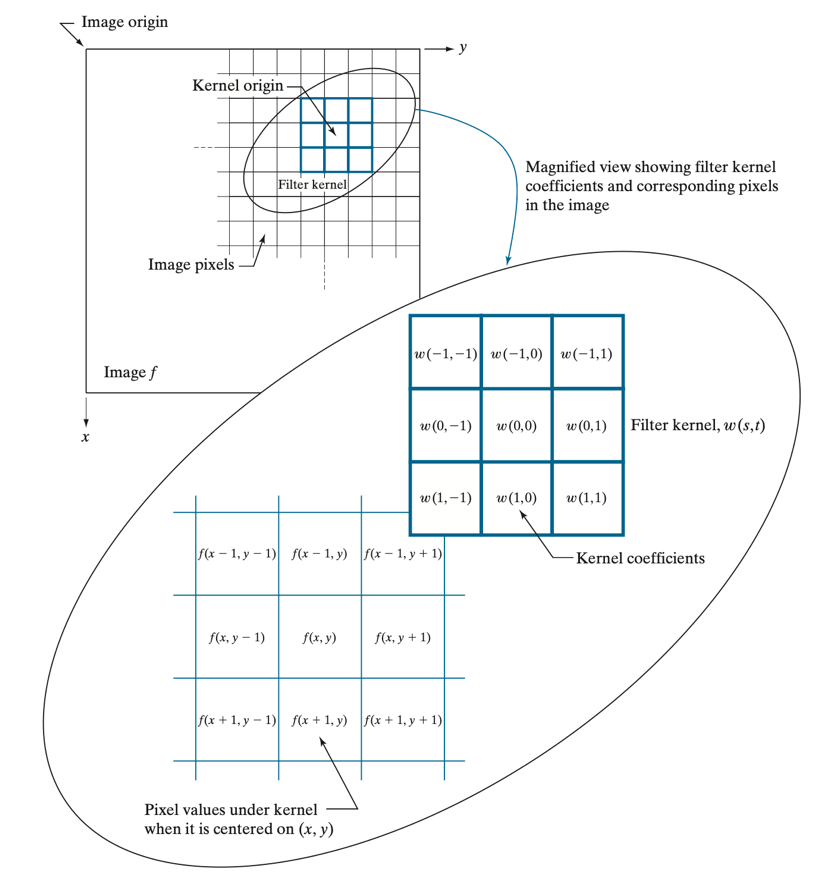 Image origin
y
Kernel origin
Magnified view showing filter kernel
coefficients and corresponding pixels
in the image
Filter kernel
Image pixels
Image f
x
w(−1,−1) w(−1,0) w(−1,1)
w(0,−1) w(0,0) w(0,1)
Filter kernel, w(s,t)
w(1,−1) w(1,0) w(1,1)
Kernel coefficients
f(x − 1, y − 1) f(x − 1, y) f(x − 1, y + 1)
f(x, y − 1) f(x, y) f(x, y + 1)
f(x + 1, y − 1) f(x + 1, y) f(x + 1, y + 1)
Pixel values under kernel
when it is centered on (x, y)